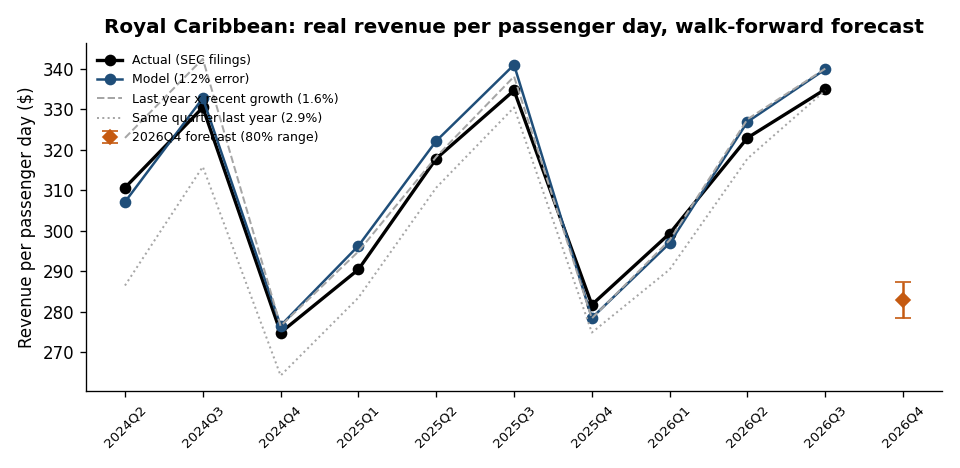 Royal Caribbean: real revenue per passenger day, walk-forward forecast
Revenue per passenger day ($)
340
330
320
310
300
290
280
270
Actual (SEC filings)
Model (1.2% error)
Last year x recent growth (1.6%)
Same quarter last year (2.9%)
2026Q4 forecast (80% range)
2024Q2
2024Q3
2024Q4
2025Q1
2025Q2
2025Q3
2025Q4
2026Q1
2026Q2
2026Q3
2026Q4